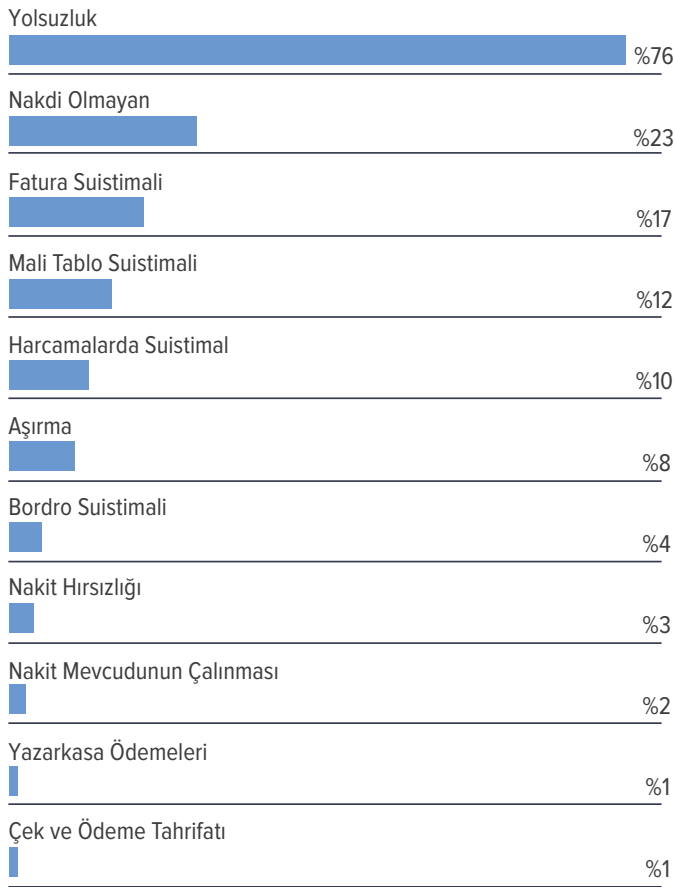 Yolsuzluk
%76
Nakdi Olmayan
%23
Fatura Suistimali
%17
Mali Tablo Suistimali
%12
Harcamalarda Suistimal
%10
Aşırma
%8
Bordro Suistimali
%4
Nakit Hırsızlığı
%3
Nakit Mevcudunun Çalınması
%2
Yazarkasa Ödemeleri
%1
Çek ve Ödeme Tahrifatı
%1